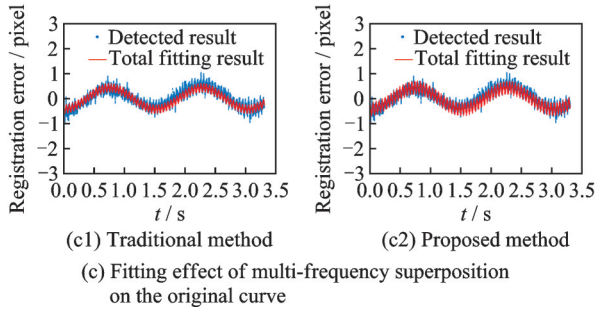 3
2
1
0
−1
−2
−3
Registration error / pixel
Detected result
Total fitting result
0.0 0.5 1.0 1.5 2.0 2.5 3.0 3.5
t / s
(c1) Traditional method
3
2
1
0
−1
−2
−3
Registration error / pixel
Detected result
Total fitting result
0.0 0.5 1.0 1.5 2.0 2.5 3.0 3.5
t / s
(c2) Proposed method
(c) Fitting effect of multi-frequency superposition
on the original curve